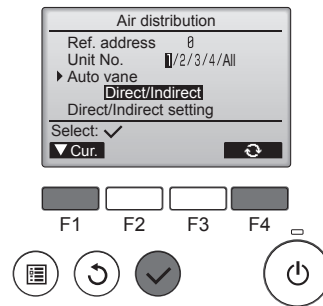 Air distribution
Ref. address 0
Unit No. 1/2/3/4/All
Auto vane
Direct/Indirect
Direct/Indirect setting
Select:
Cur.
F1 F2 F3 F4